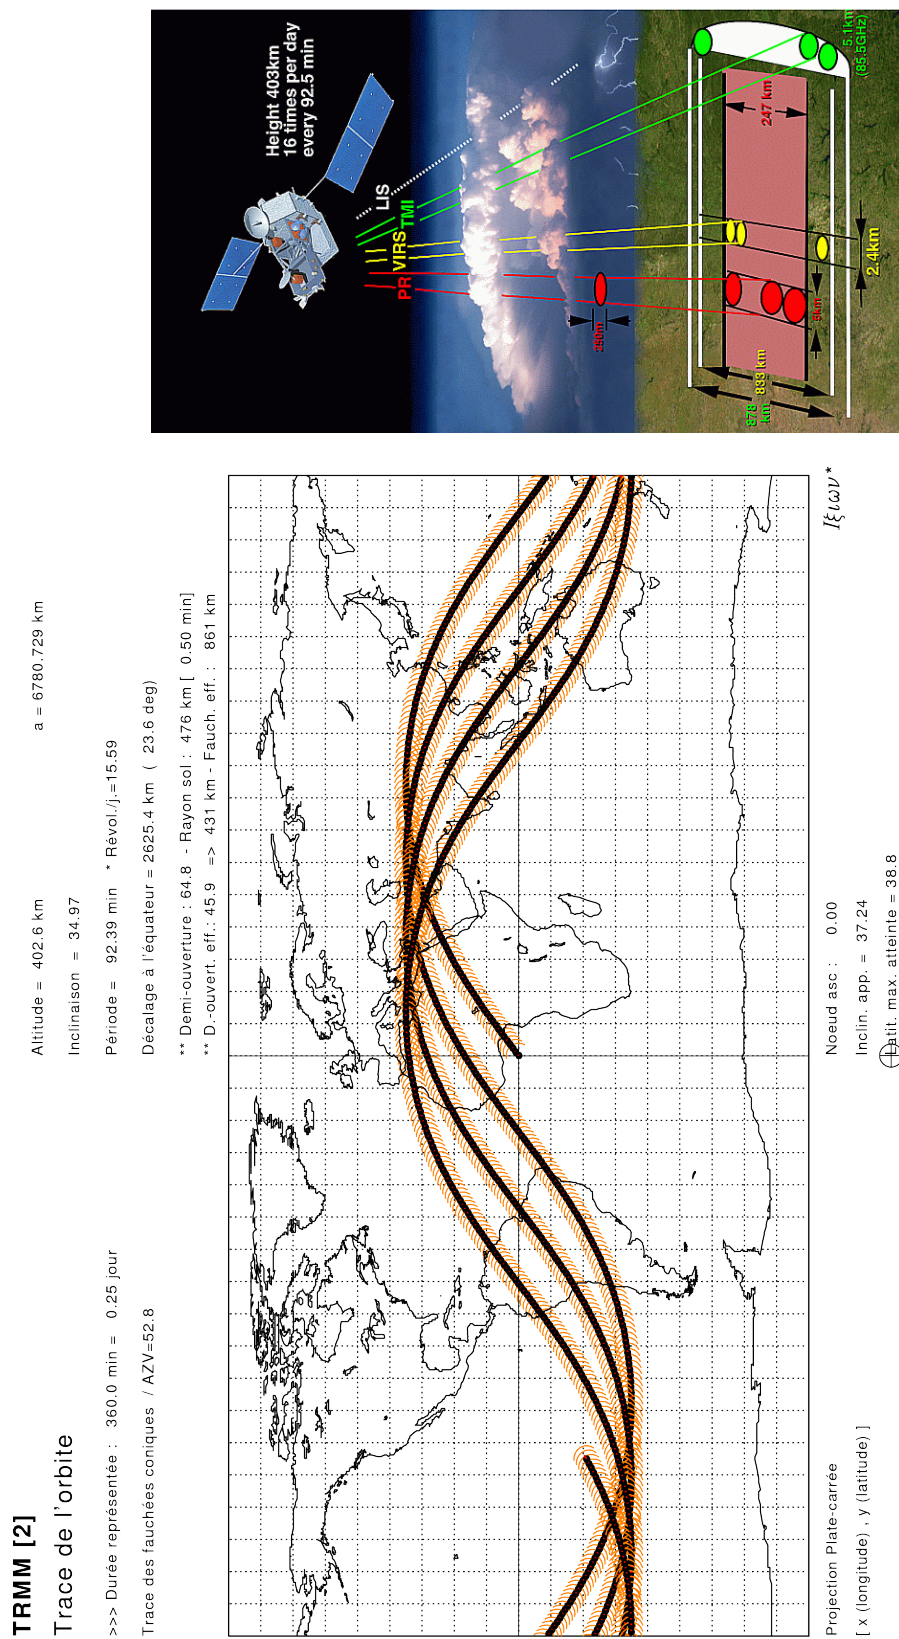 TRMM [2]
Trace de l'orbite
>>> Durée représentée : 360.0 min = 0.25 jour
Trace des fauchées coniques / AZV=52.8
Altitude = 402.6 km
a = 6780.729 km
Inclinaison = 34.97
Période = 92.39 min * Révol./j.=15.59
Décalage à l'équateur = 2625.4 km ( 23.6 deg)
** Demi-ouverture : 64.8 - Rayon sol : 476 km [ 0.50 min]
** D.-ouvert. eff.: 45.9 => 431 km - Fauch. eff. : 861 km
Projection Plate-carrée
[ x (longitude) , y (latitude) ]
Noeud asc : 0.00
Inclin. app. = 37.24
Latit. max. atteinte = 38.8
Ιξιων*
Height 403km
16 times per day
every 92.5 min
LIS
TMI
VIRS
PR
250m
5.1km
(85.5GHz)
247 km
2.4km
5km
833 km
878
km